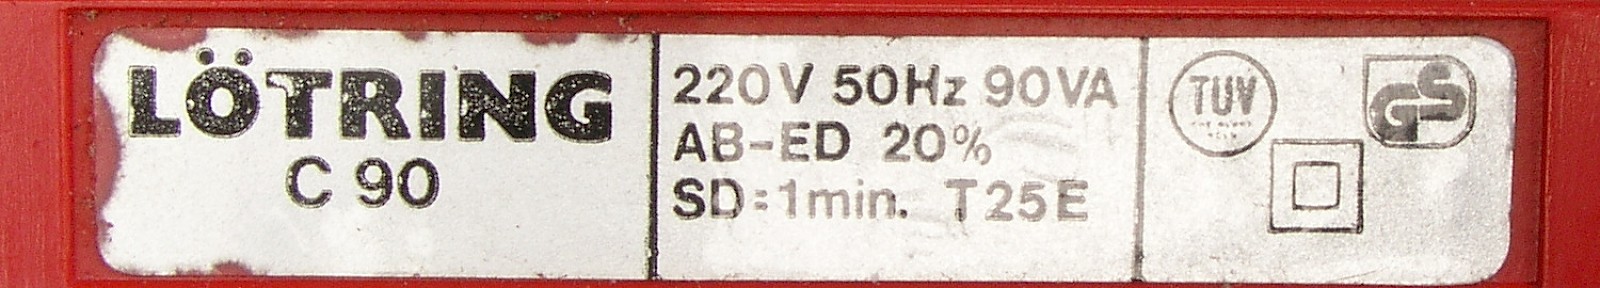 LÖTRING
C 90
220V 50Hz 90VA
AB-ED 20%
SD:1min. T25E
TÜV
GS